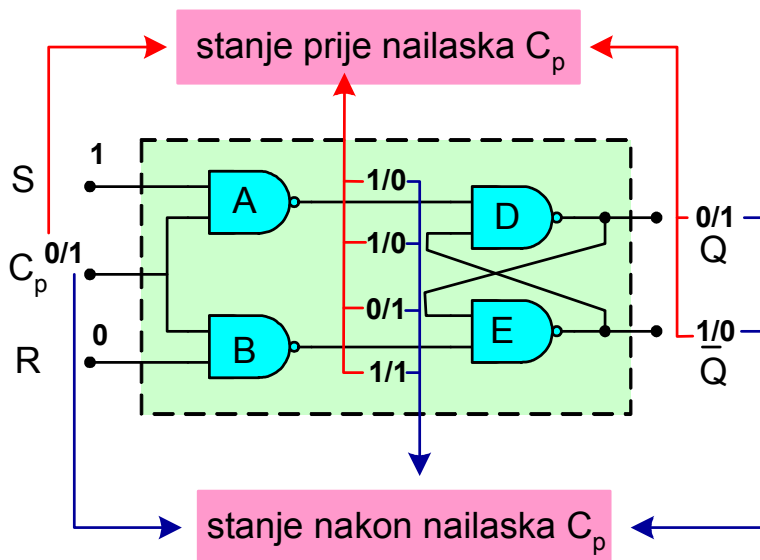 stanje prije nailaska Cp
1
S
A
1/0
D
0/1
Q
0/1
Cp
1/0
0/1
E
1/0
Q̅
0
R
B
1/1
stanje nakon nailaska Cp